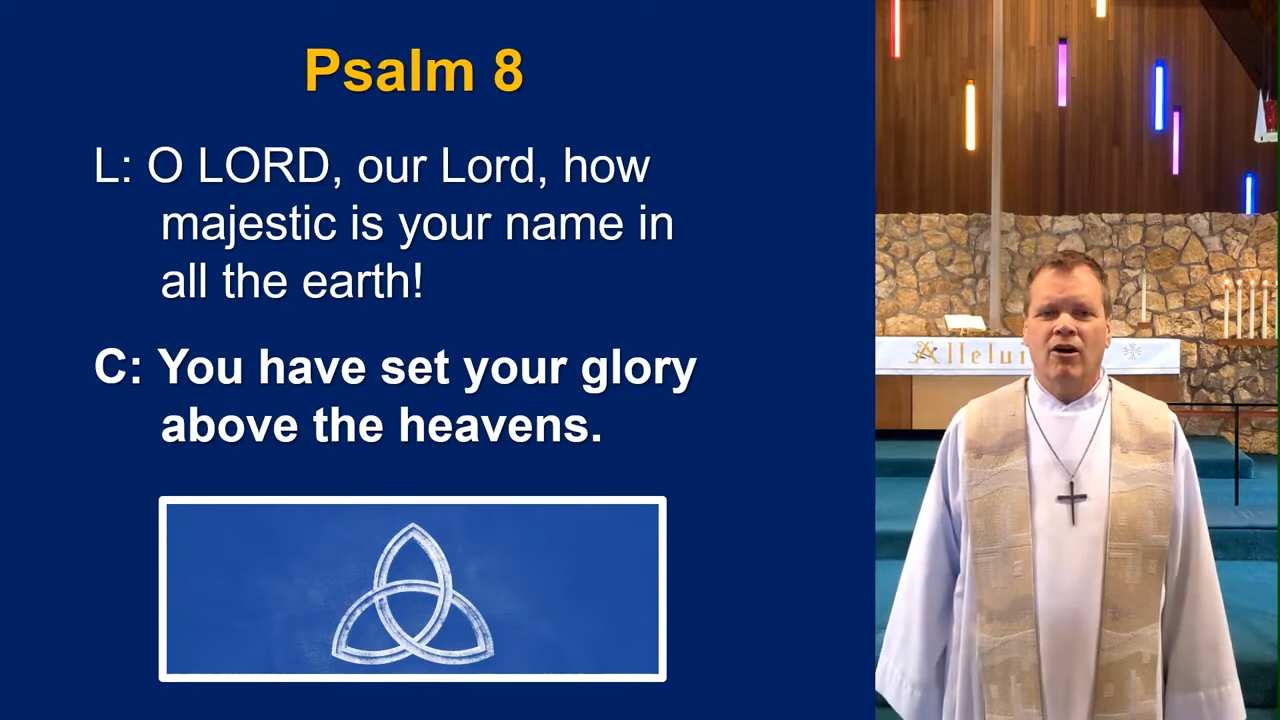 Psalm 8
L: O LORD, our Lord, how
majestic is your name in
all the earth!
C: You have set your glory
above the heavens.